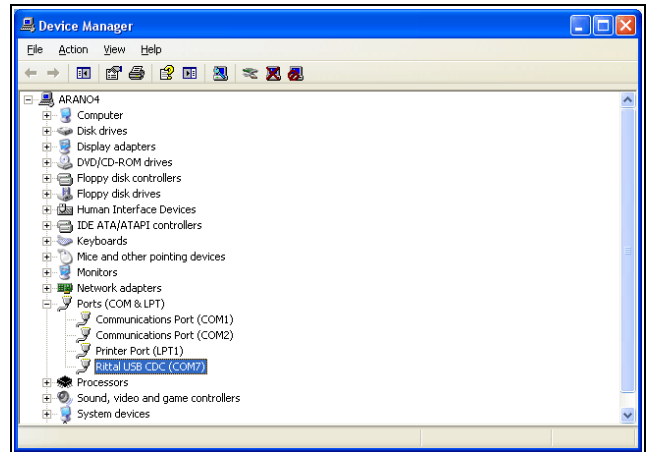 Device Manager
File Action View Help
ARANO4
Computer
Disk drives
Display adapters
DVD/CD-ROM drives
Floppy disk controllers
Floppy disk drives
Human Interface Devices
IDE ATA/ATAPI controllers
Keyboards
Mice and other pointing devices
Monitors
Network adapters
Ports (COM & LPT)
Communications Port (COM1)
Communications Port (COM2)
Printer Port (LPT1)
Rittal USB CDC (COM7)
Processors
Sound, video and game controllers
System devices